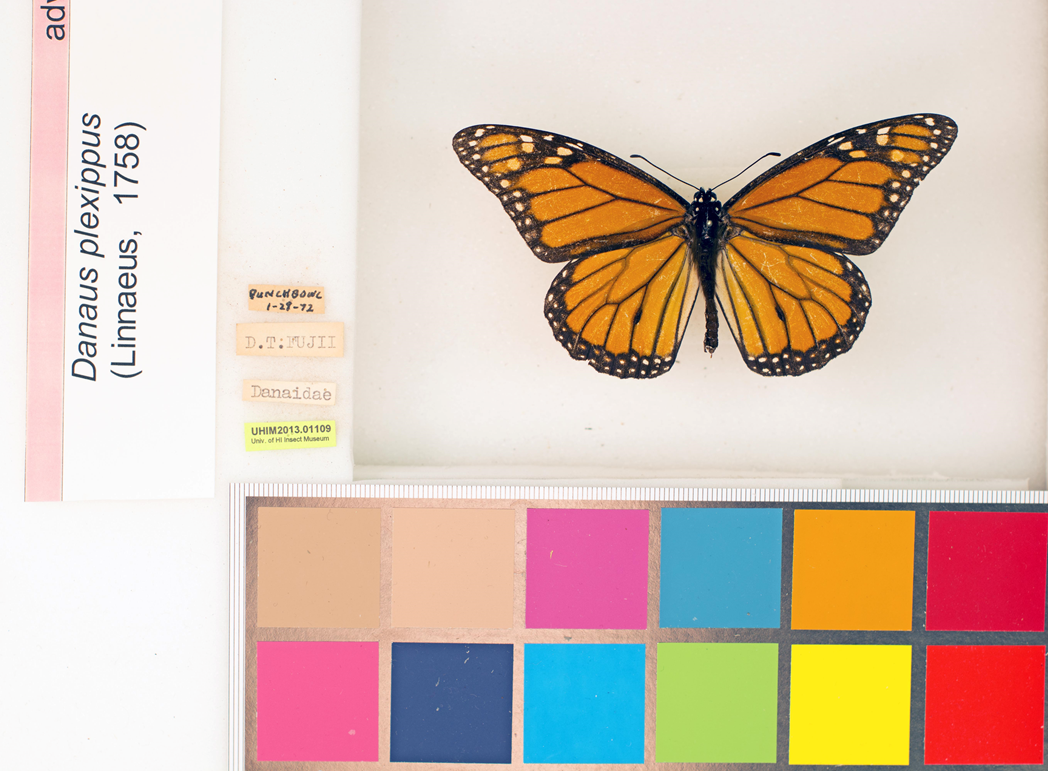 adv
Danaus plexippus
(Linnaeus, 1758)
PUNCHBOWL
1-29-72
D.T.FUJII
Danaidae
UHIM2013.01109
Univ. of HI Insect Museum